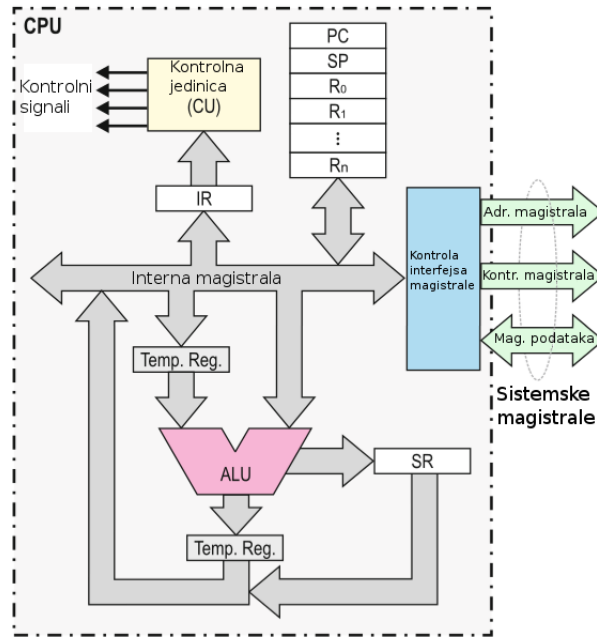 CPU
Kontrolni
signali
Kontrolna
jedinica
(CU)
PC
SP
R0
R1
⋮
Rn
IR
Interna magistrala
Kontrola
interfejsa
magistrale
Adr. magistrala
Kontr. magistrala
Mag. podataka
Sistemske
magistrale
Temp. Reg.
ALU
SR
Temp. Reg.